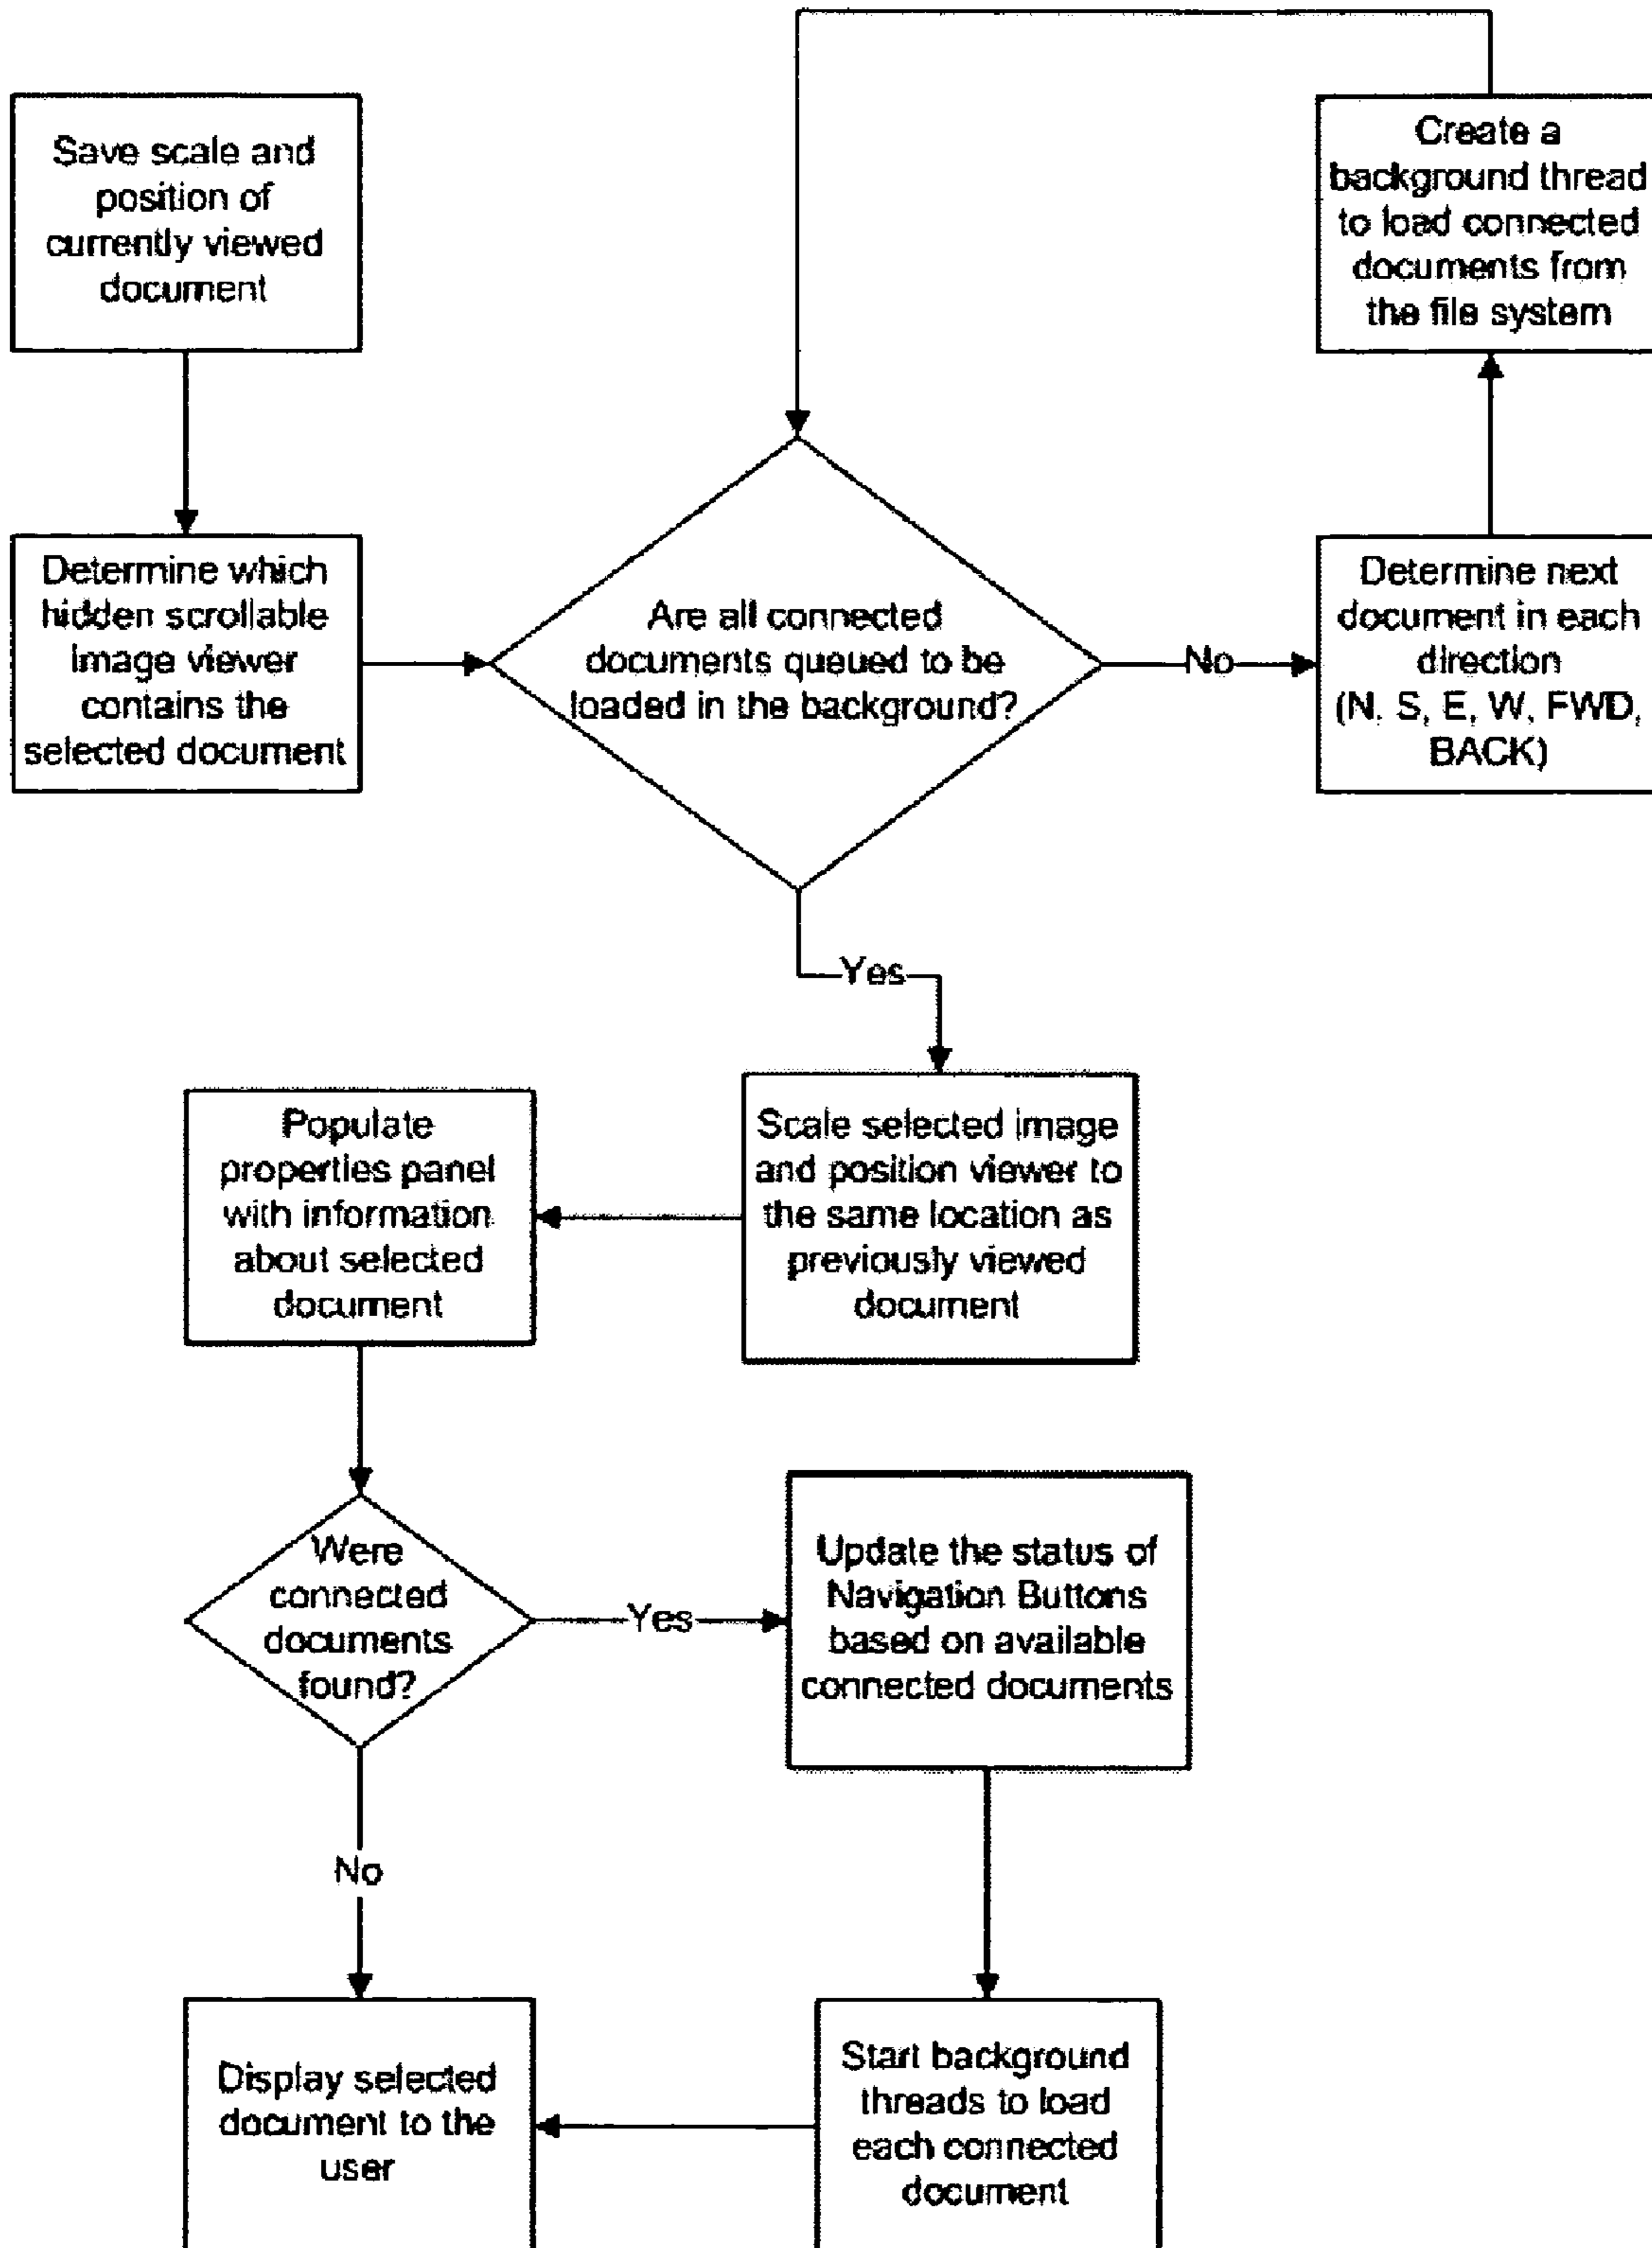 Save scale and
position of
currently viewed
document
Create a
background thread
to load connected
documents from
the file system
Determine which
hidden scrollable
image viewer
contains the
selected document
Are all connected
documents queued to be
loaded in the background?
No
Determine next
document in each
direction
(N, S, E, W, FWD,
BACK)
Yes
Populate
properties panel
with information
about selected
document
Scale selected image
and position viewer to
the same location as
previously viewed
document
Were
connected
documents
found?
Yes
Update the status of
Navigation Buttons
based on available
connected documents
No
Display selected
document to the
user
Start background
threads to load
each connected
document